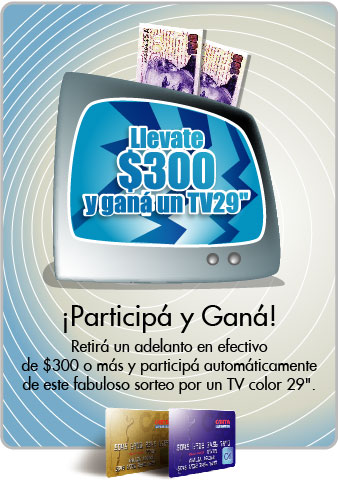 Llevate
$300
y ganá un TV29"
¡Participá y Ganá!
Retirá un adelanto en efectivo
de $300 o más y participá automáticamente
de este fabuloso sorteo por un TV color 29".